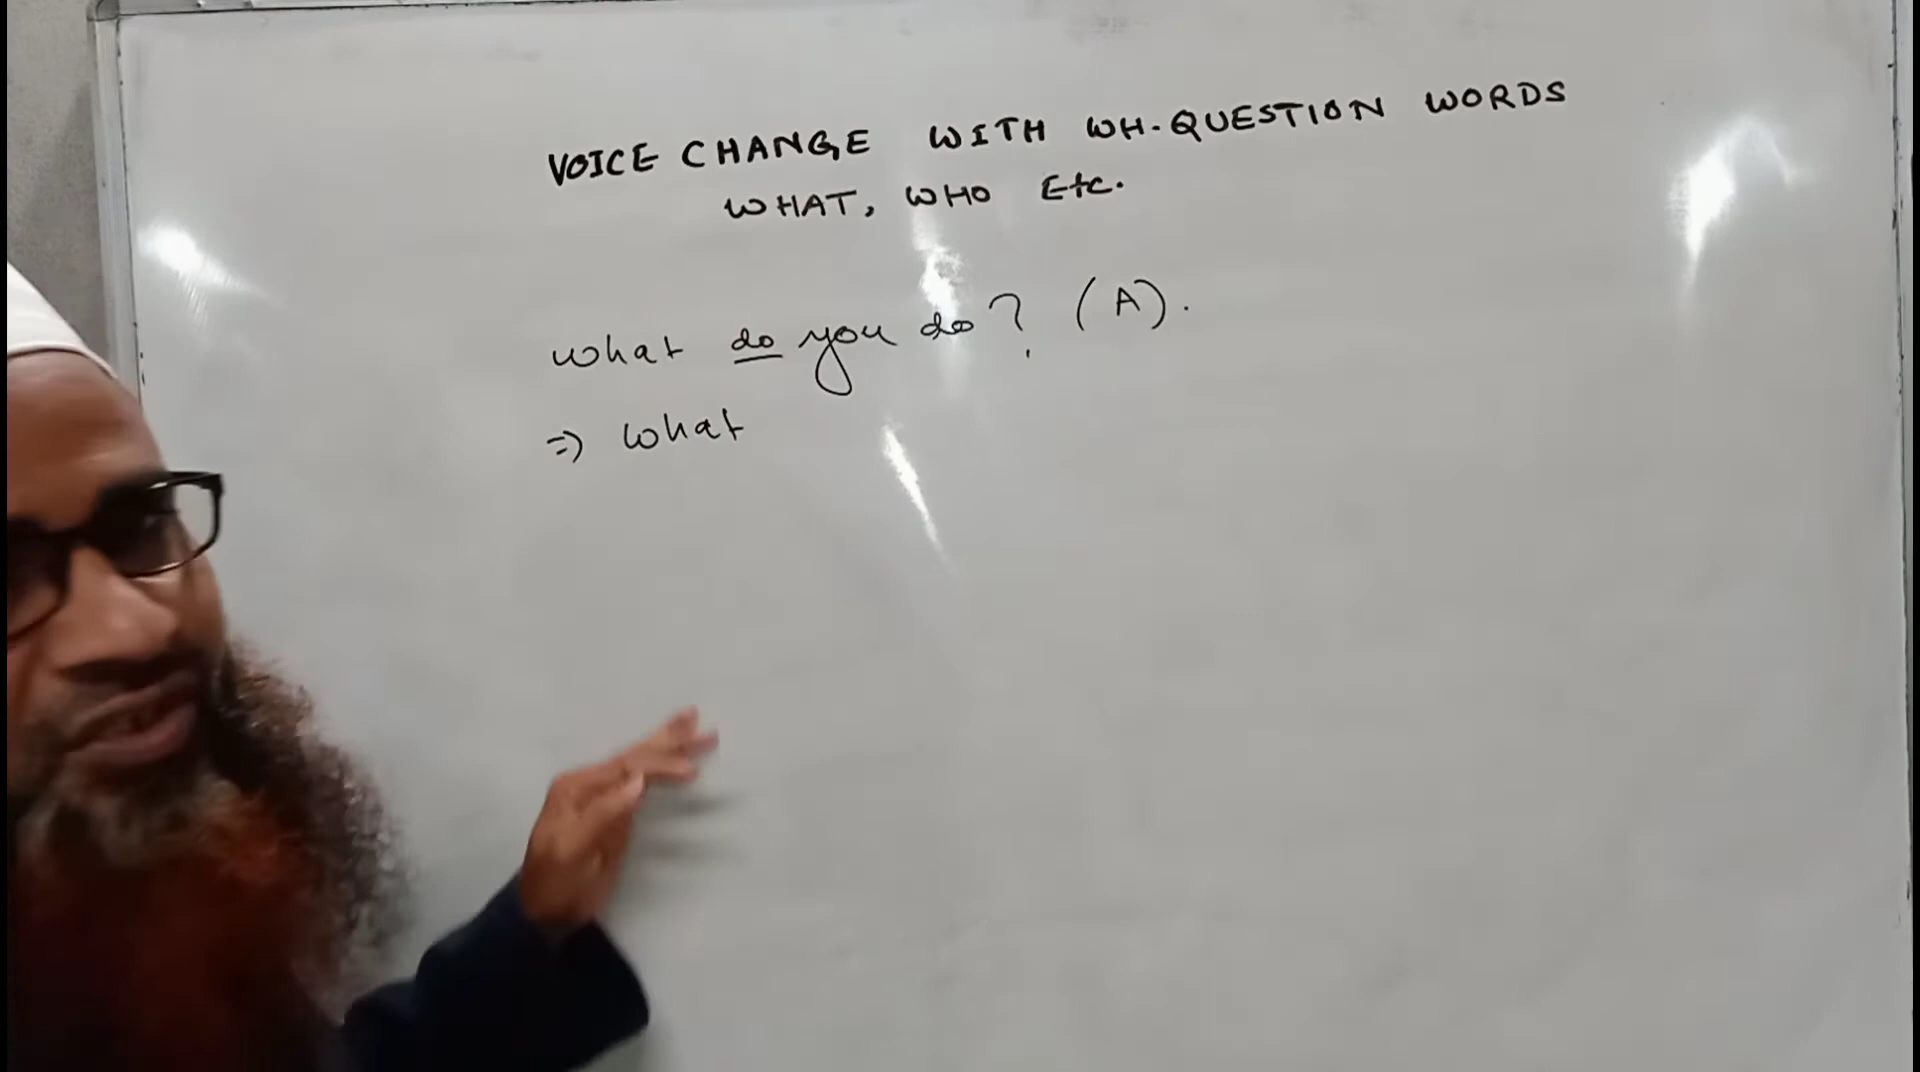 VOICE CHANGE WITH WH-QUESTION WORDS
WHAT, WHO Etc.
What do you do? (A).
=> What